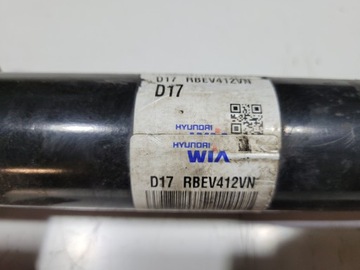 D17 RBEV412VN
D17
HYUNDAI
HYUNDAI
WIA
D17 RBEV412VN